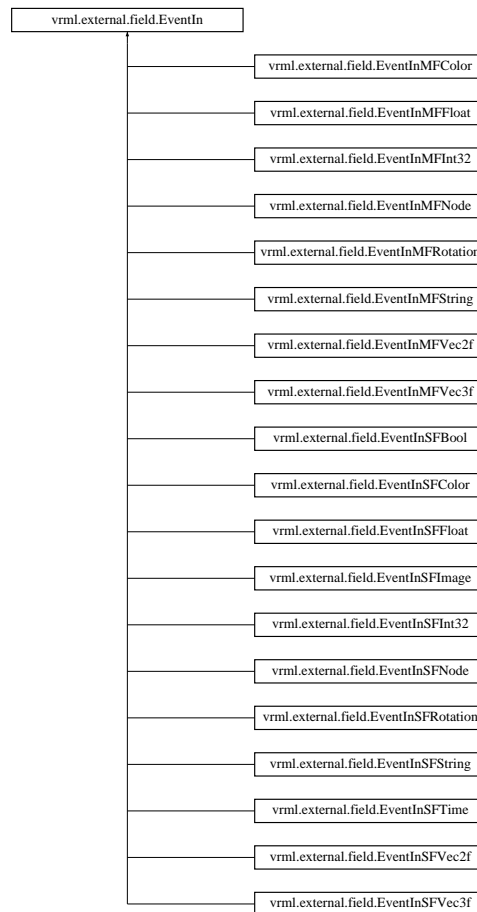 vrml.external.field.EventIn
vrml.external.field.EventInMFColor
vrml.external.field.EventInMFFloat
vrml.external.field.EventInMFInt32
vrml.external.field.EventInMFNode
vrml.external.field.EventInMFRotation
vrml.external.field.EventInMFString
vrml.external.field.EventInMFVec2f
vrml.external.field.EventInMFVec3f
vrml.external.field.EventInSFBool
vrml.external.field.EventInSFColor
vrml.external.field.EventInSFFloat
vrml.external.field.EventInSFImage
vrml.external.field.EventInSFInt32
vrml.external.field.EventInSFNode
vrml.external.field.EventInSFRotation
vrml.external.field.EventInSFString
vrml.external.field.EventInSFTime
vrml.external.field.EventInSFVec2f
vrml.external.field.EventInSFVec3f